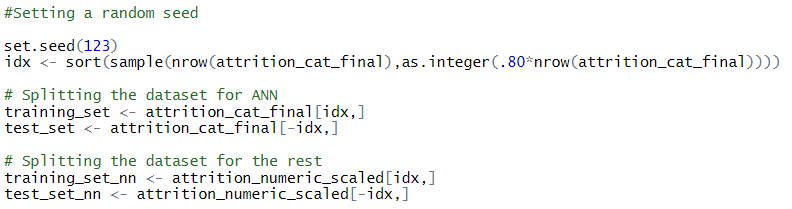 #Setting a random seed
set.seed(123)
idx <- sort(sample(nrow(attrition_cat_final),as.integer(.80*nrow(attrition_cat_final))))
# Splitting the dataset for ANN
training_set <- attrition_cat_final[idx,]
test_set <- attrition_cat_final[-idx,]
# Splitting the dataset for the rest
training_set_nn <- attrition_numeric_scaled[idx,]
test_set_nn <- attrition_numeric_scaled[-idx,]